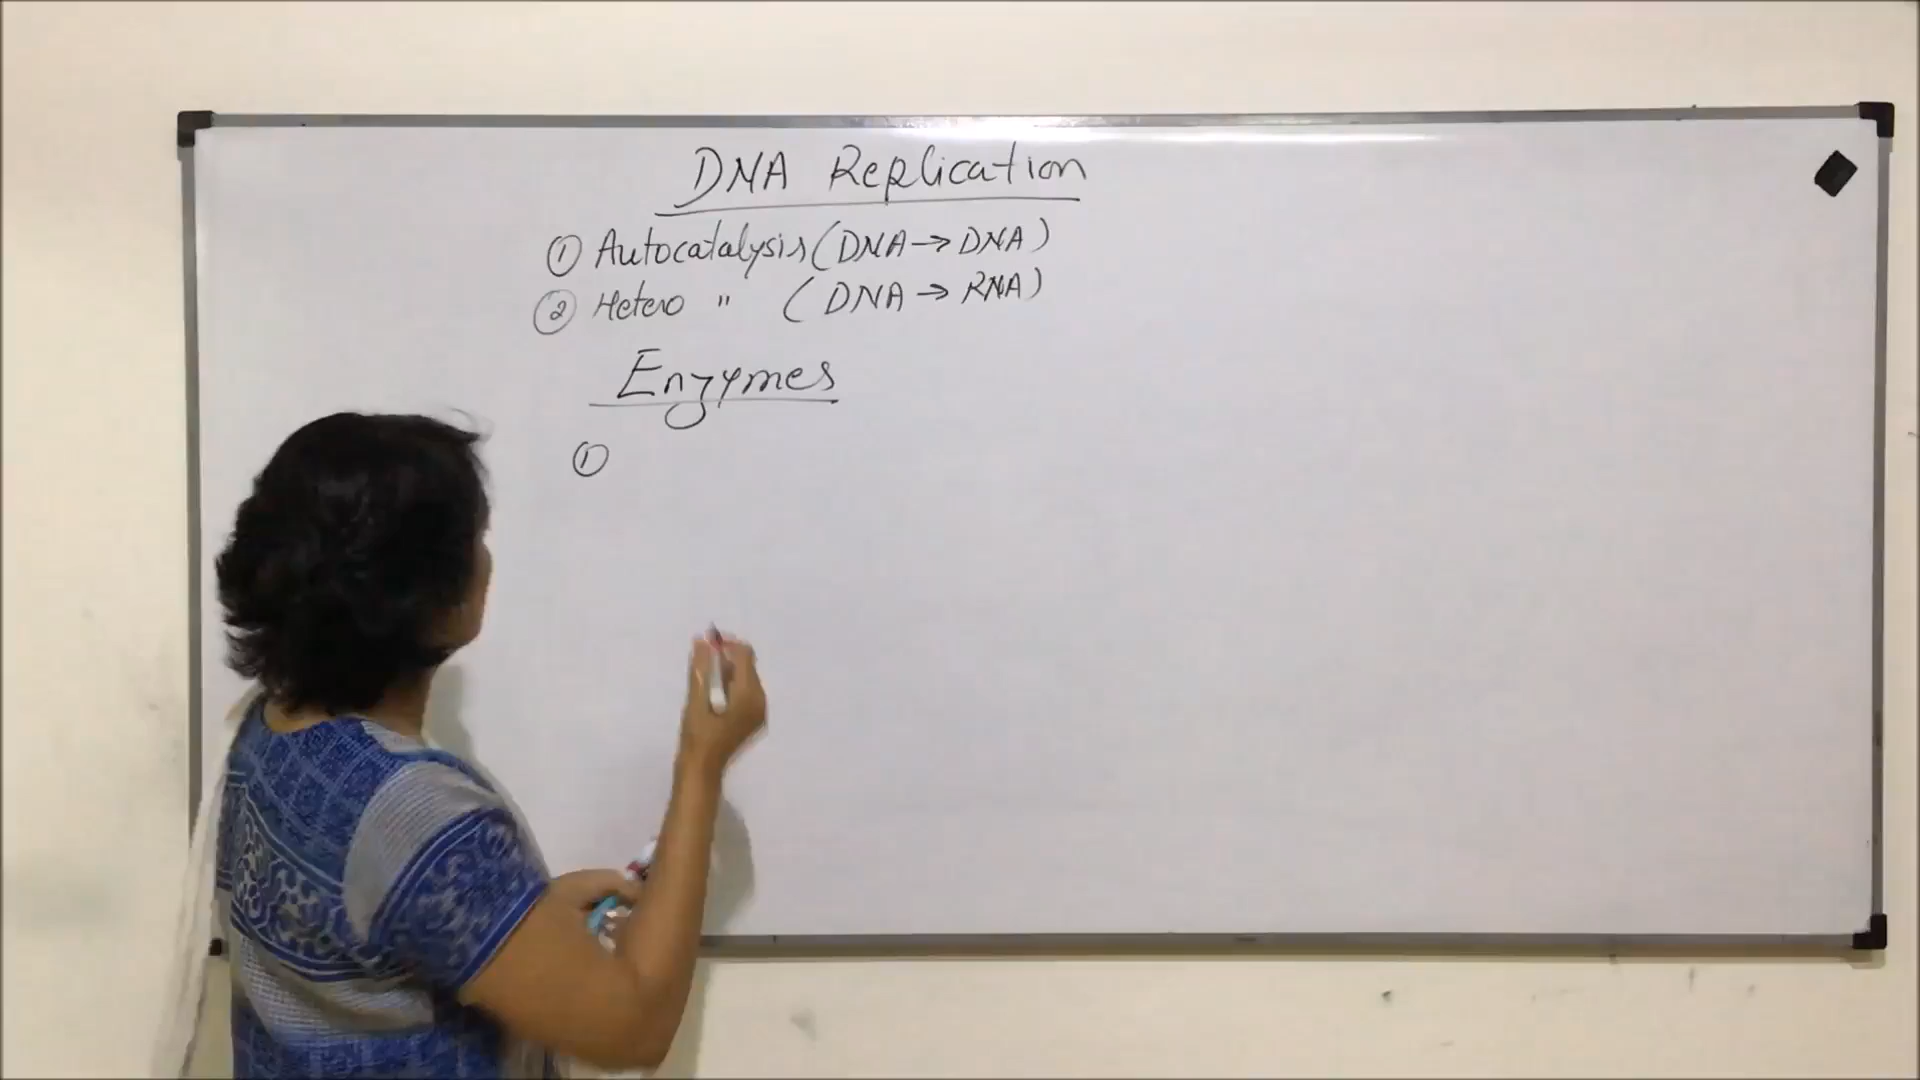 DNA Replication
① Autocatalysis (DNA → DNA)
② Hetero " (DNA → RNA)
Enzymes
①